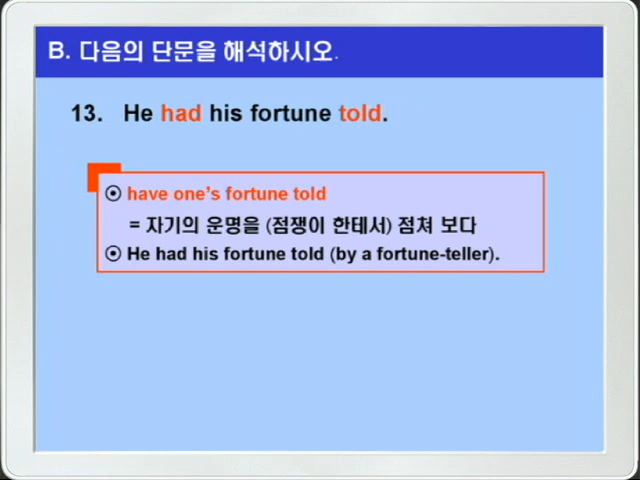 B. 다음의 단문을 해석하시오.
13. He had his fortune told.
⊙ have one's fortune told
= 자기의 운명을 (점쟁이 한테서) 점쳐 보다
⊙ He had his fortune told (by a fortune-teller).